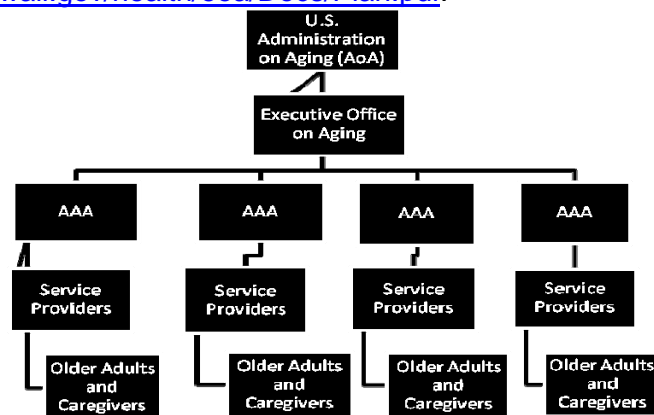 U.S.
Administration
on Aging (AoA)
Executive Office
on Aging
AAA
AAA
AAA
AAA
Service
Providers
Service
Providers
Service
Providers
Service
Providers
Older Adults
and
Caregivers
Older Adults
and
Caregivers
Older Adults
and
Caregivers
Older Adults
and
Caregivers